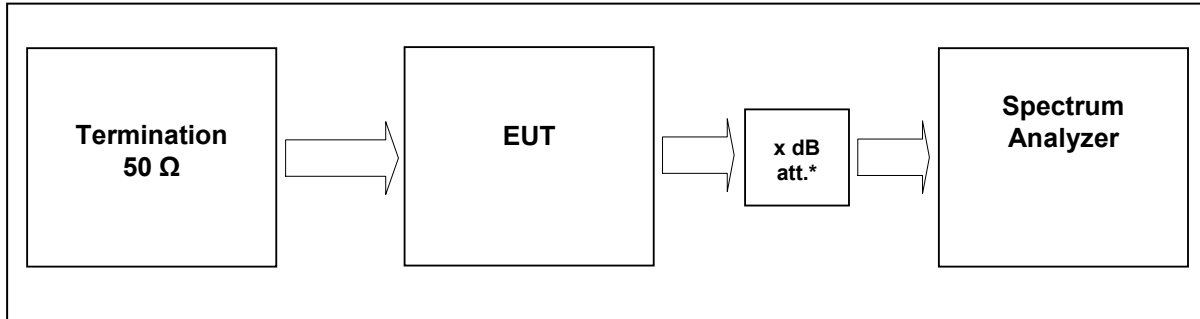 Termination
50 Ω
EUT
x dB
att.*
Spectrum
Analyzer